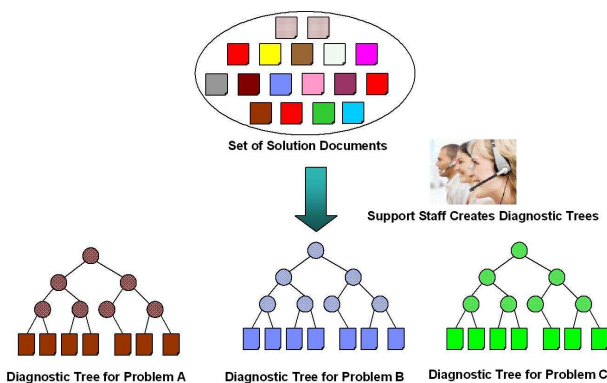 Set of Solution Documents
Support Staff Creates Diagnostic Trees
Diagnostic Tree for Problem A
Diagnostic Tree for Problem B
Diagnostic Tree for Problem C